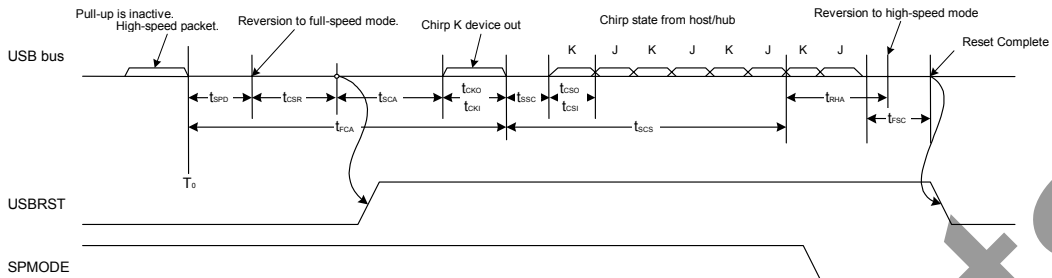 Pull-up is inactive.
High-speed packet.
Reversion to full-speed mode.
Chirp K device out
Chirp state from host/hub
Reversion to high-speed mode
Reset Complete
USB bus
K J K J K J K J
tSPD tCSR tSCA tCKO tSSC tCSO tRHA
tCKI tCSI
tFSC
tFCA tSCS
T0
USBRST
SPMODE